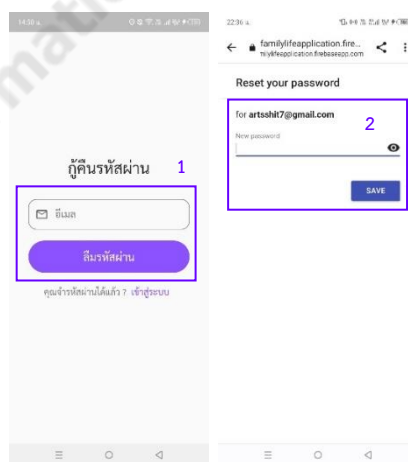 14:30
กู้คืนรหัสผ่าน
1
อีเมล
ลืมรหัสผ่าน
คุณจำรหัสผ่านได้แล้ว ? เข้าสู่ระบบ
22:36
familylifeapplication.fire...
Reset your password
for artsshit7@gmail.com
2
New password
SAVE